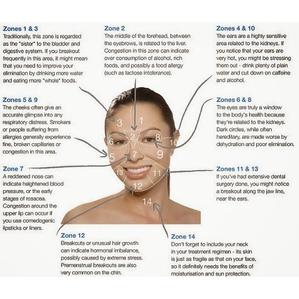 Zones 1 & 3
Traditionally, this zone is regarded
as the "sister" to the bladder and
digestive system. If you breakout
frequently in this area, it might mean
that you need to improve your
elimination by drinking more water
and eating more "whole" foods.
Zone 2
The middle of the forehead, between
the eyebrows, is related to the liver.
Congestion in this zone can indicate
over consumption of alcohol, rich
foods, and possibly a food allergy
(such as lactose intolerance).
Zones 4 & 10
The ears are a highly sensitive
area related to the kidneys. If
you notice that your ears are
very hot, you might be stressing
them out - drink plenty of plain
water and cut down on caffeine
and alcohol.
Zones 5 & 9
The cheeks often give an
accurate glimpse into any
respiratory distress. Smokers
or people suffering from
allergies generally experience
fine, broken capillaries or
congestion in this area.
Zones 6 & 8
The eyes are truly a window
to the body's health because
they're related to the kidneys.
Dark circles, while often
hereditary, are made worse by
dehydration and poor elimination.
Zone 7
A reddened nose can
indicate heightened blood
pressure, or the early
stages of rosacea.
Congestion around the
upper lip can occur if
you use comedogenic
lipsticks or liners.
Zones 11 & 13
If you've had extensive dental
surgery done, you might notice
a breakout along the jaw line,
in this area.
Zone 12
Breakouts or unusual hair growth
can indicate hormonal imbalance,
possibly caused by extreme stress.
Premenstrual breakouts are also
very common on the chin.
Zone 14
Don't forget to include your neck
in your treatment regimen - its skin
is just as fragile as that on your face,
so it definitely needs the benefits of
moisturisation and sun protection.
1
3
14